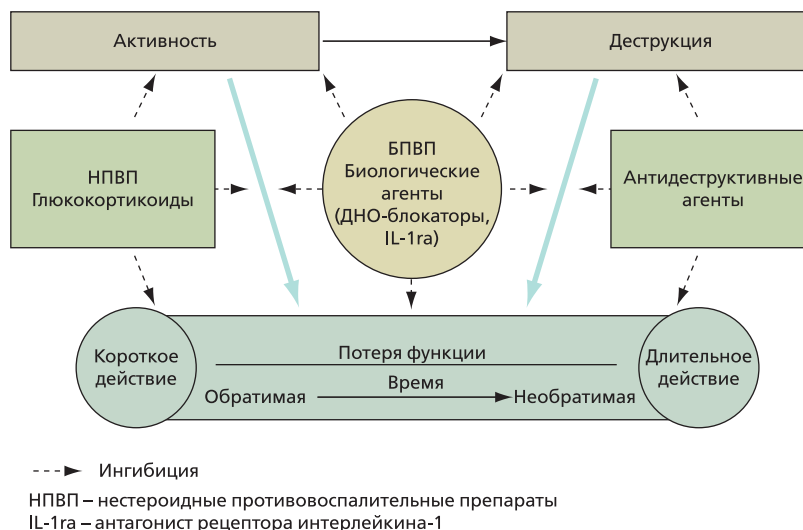 Активность
Деструкция
НПВП
Глюкокортикоиды
БПВП
Биологические
агенты
(ДНО-блокаторы,
IL-1ra)
Антидеструктивные
агенты
Короткое
действие
Потеря функции
Время
Обратимая
Необратимая
Длительное
действие
Ингибиция
НПВП – нестероидные противовоспалительные препараты
IL-1ra – антагонист рецептора интерлейкина-1